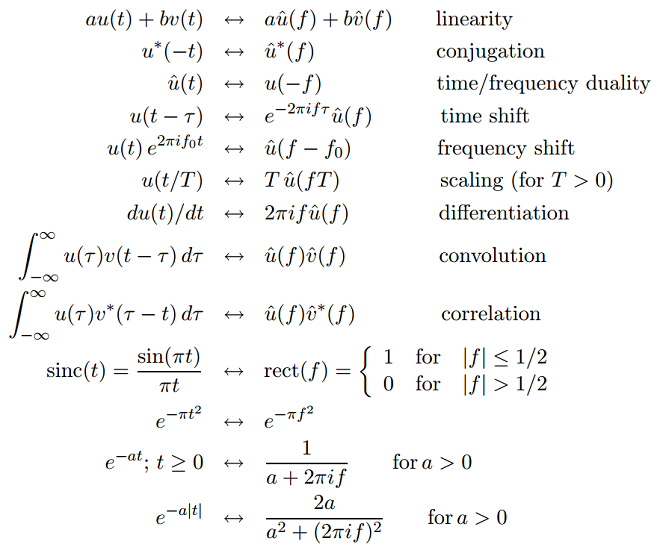 au(t) + bv(t) ↔ aû(f) + bv̂(f) linearity
u*(−t) ↔ û*(f) conjugation
û(t) ↔ u(−f) time/frequency duality
u(t − τ) ↔ e^{−2πifτ} û(f) time shift
u(t) e^{2πif₀t} ↔ û(f − f₀) frequency shift
u(t/T) ↔ T û(fT) scaling (for T > 0)
du(t)/dt ↔ 2πif û(f) differentiation
∫_{−∞}^{∞} u(τ)v(t − τ) dτ ↔ û(f)v̂(f) convolution
∫_{−∞}^{∞} u(τ)v*(τ − t) dτ ↔ û(f)v̂*(f) correlation
sinc(t) = sin(πt)/πt ↔ rect(f) = { 1 for |f| ≤ 1/2
0 for |f| > 1/2
e^{−πt²} ↔ e^{−πf²}
e^{−at}; t ≥ 0 ↔ 1/(a + 2πif) for a > 0
e^{−a|t|} ↔ 2a/(a² + (2πif)²) for a > 0